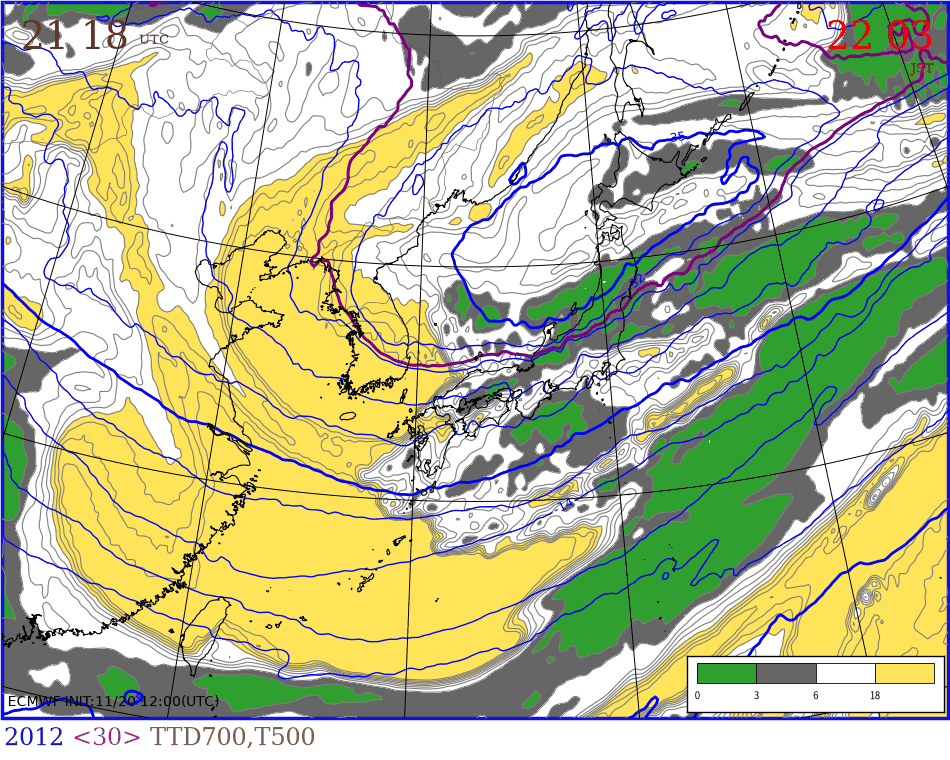 21 18 UTC
22 03
JST
-35
0 3 6 18
ECMWF INIT:11/20 12:00(UTC)
2012 <30> TTD700,T500